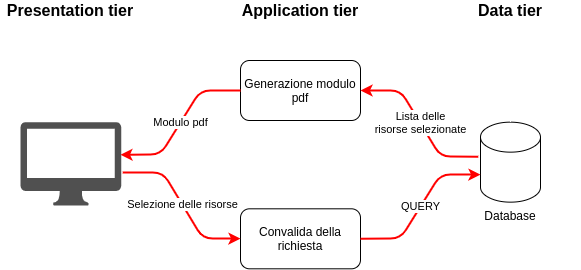 Presentation tier
Application tier
Data tier
Generazione modulo
pdf
Modulo pdf
Lista delle
risorse selezionate
Selezione delle risorse
Convalida della
richiesta
QUERY
Database